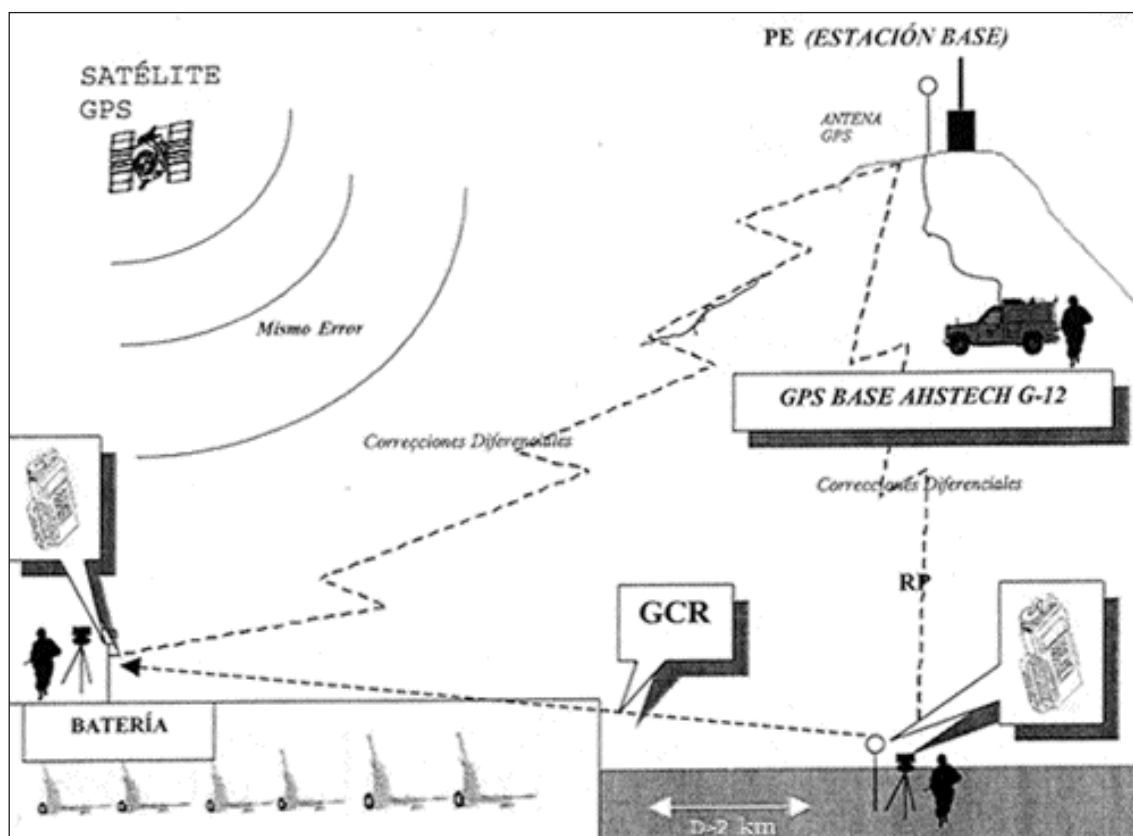 PE (ESTACIÓN BASE)
SATÉLITE
GPS
ANTENA
GPS
Mismo Error
GPS BASE AHSTECH G-12
Correcciones Diferenciales
Correcciones Diferenciales
RP
GCR
BATERÍA
D>2 km